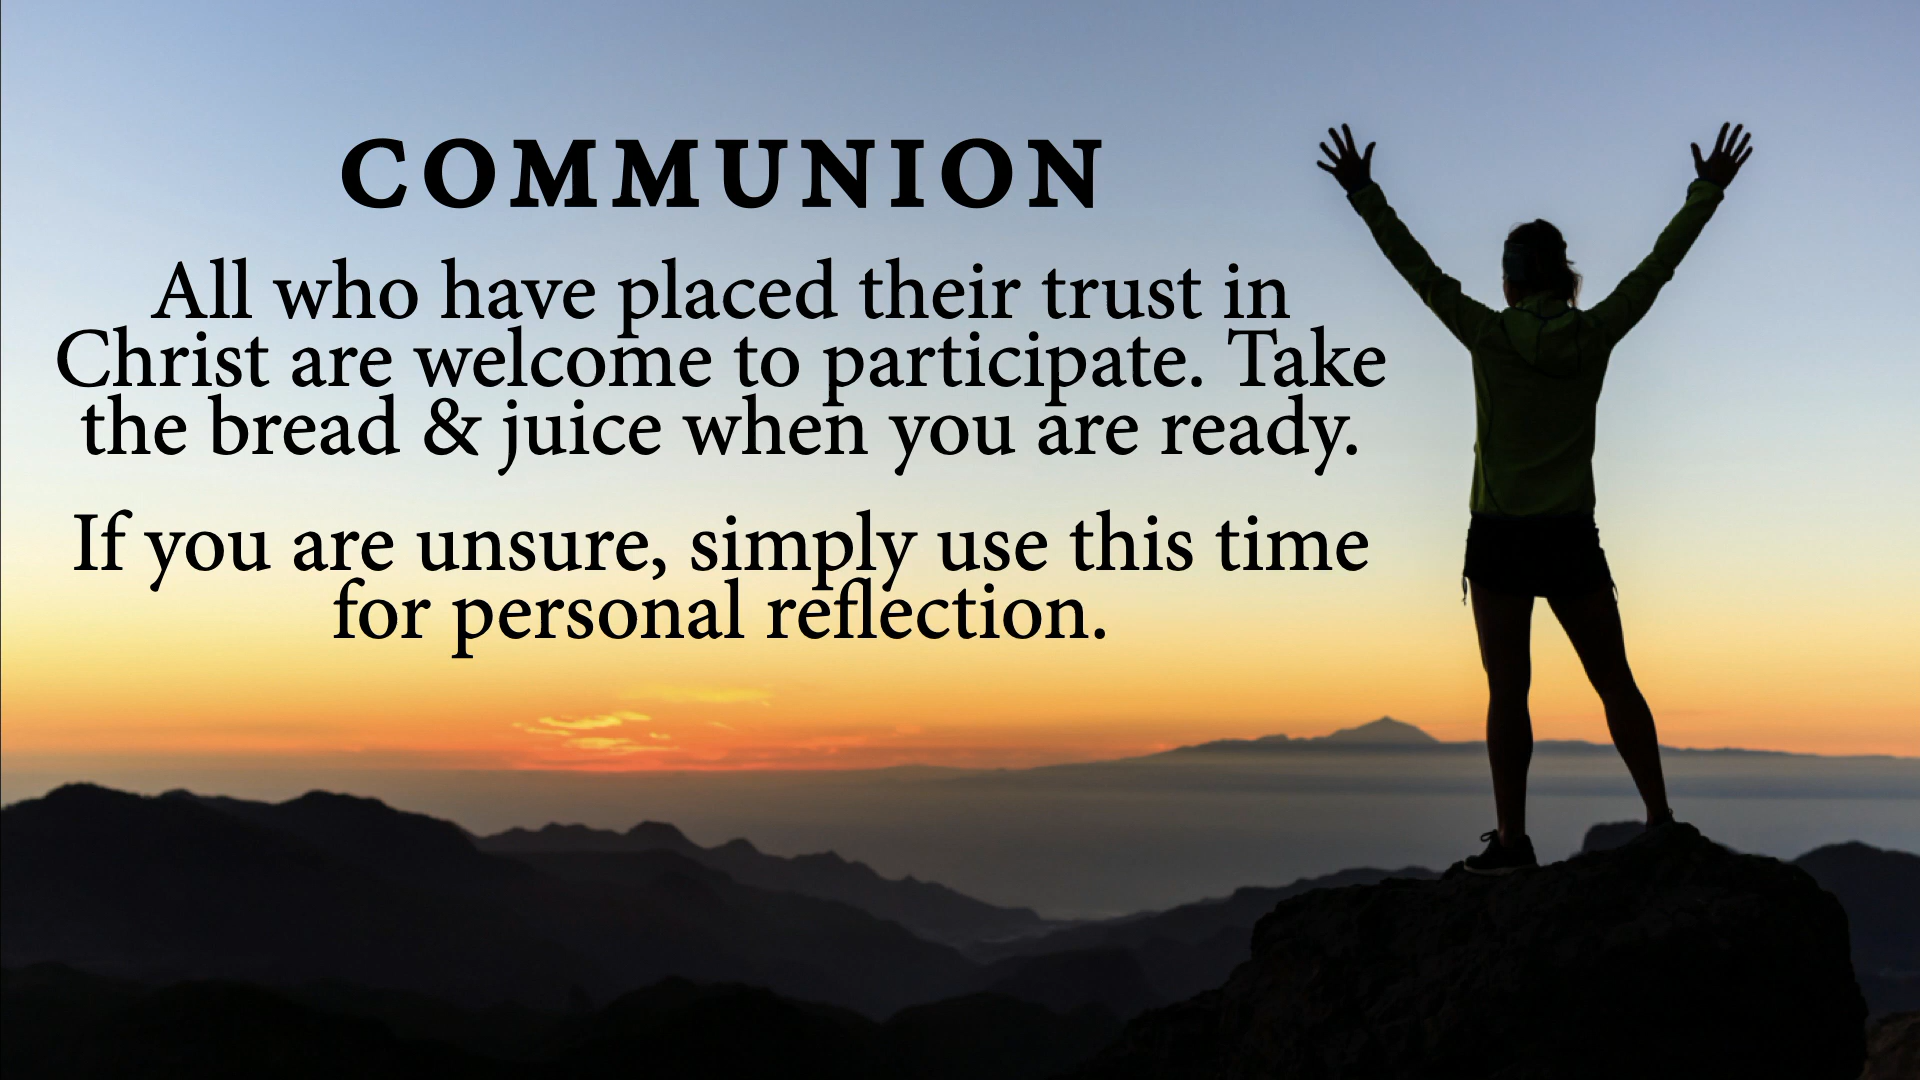 COMMUNION
All who have placed their trust in
Christ are welcome to participate. Take
the bread & juice when you are ready.
If you are unsure, simply use this time
for personal reflection.